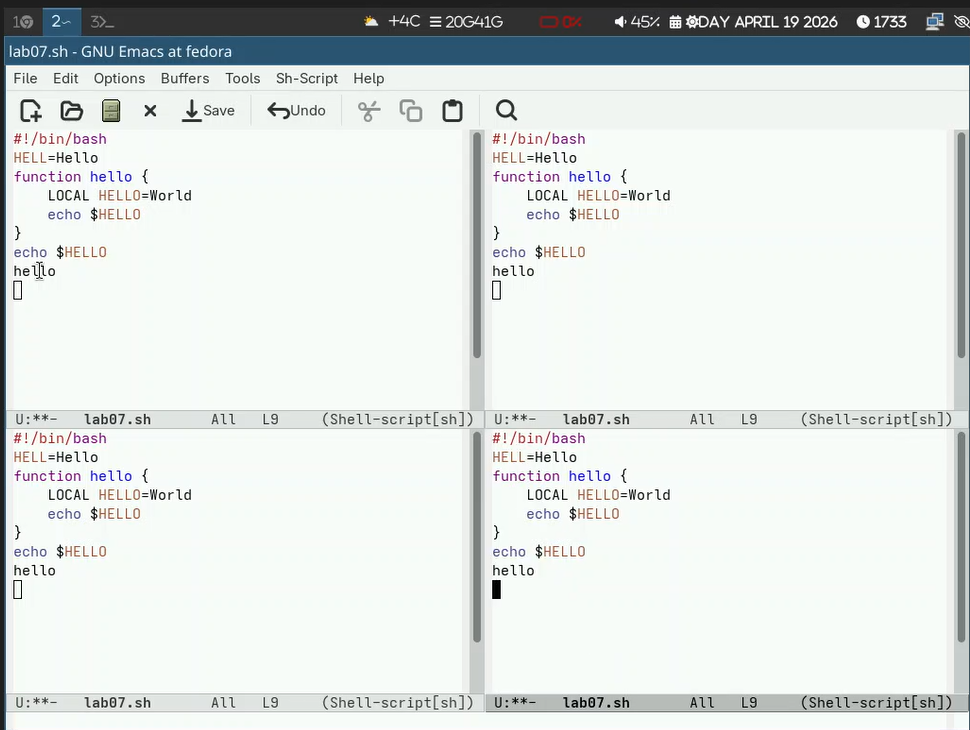 1 2 3 +4C 20G41G 0% 45% DAY APRIL 19 2026 1733
lab07.sh - GNU Emacs at fedora
File Edit Options Buffers Tools Sh-Script Help
Save Undo
#!/bin/bash
HELL=Hello
function hello {
LOCAL HELLO=World
echo $HELLO
}
echo $HELLO
hello
U:**- lab07.sh All L9 (Shell-script[sh])
#!/bin/bash
HELL=Hello
function hello {
LOCAL HELLO=World
echo $HELLO
}
echo $HELLO
hello
U:**- lab07.sh All L9 (Shell-script[sh])
#!/bin/bash
HELL=Hello
function hello {
LOCAL HELLO=World
echo $HELLO
}
echo $HELLO
hello
U:**- lab07.sh All L9 (Shell-script[sh])
#!/bin/bash
HELL=Hello
function hello {
LOCAL HELLO=World
echo $HELLO
}
echo $HELLO
hello
U:**- lab07.sh All L9 (Shell-script[sh])